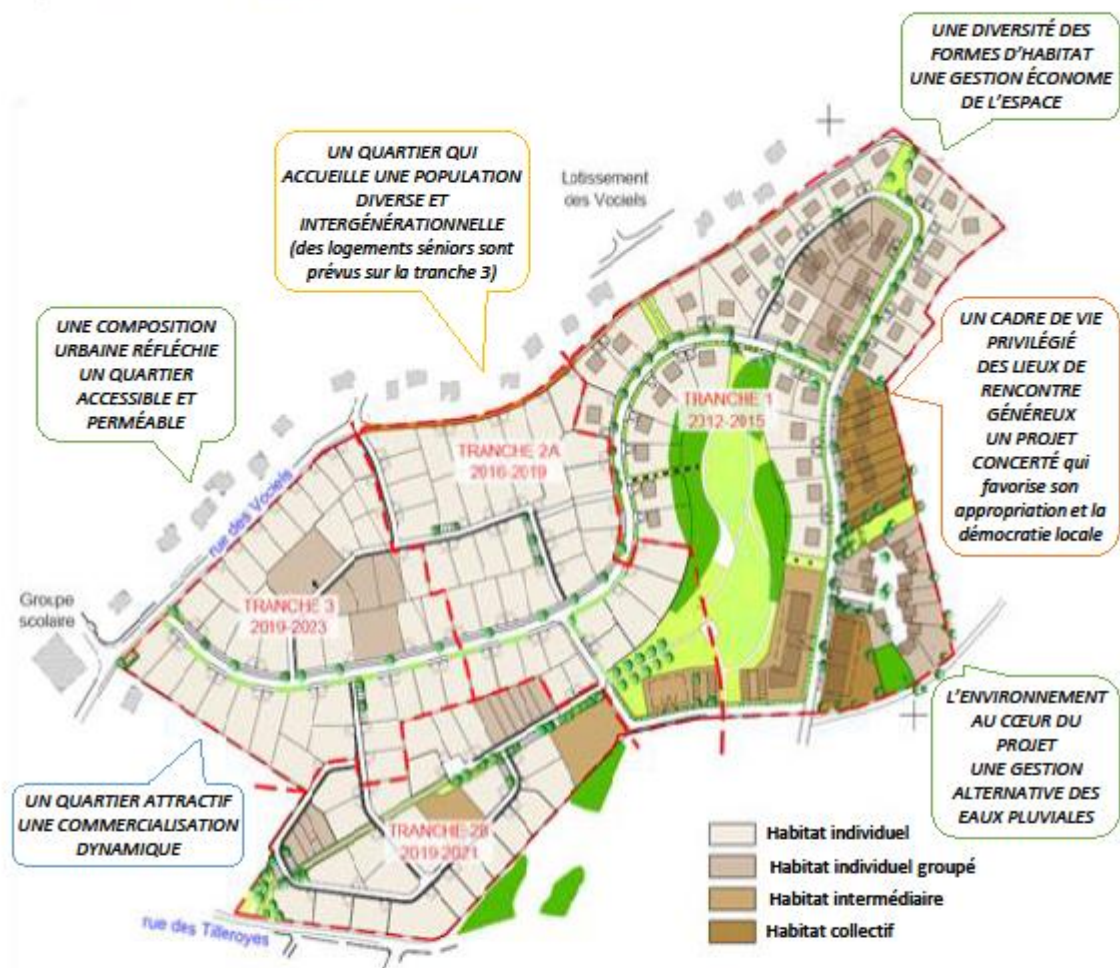 UNE DIVERSITÉ DES
FORMES D'HABITAT
UNE GESTION ÉCONOME
DE L'ESPACE
UN QUARTIER QUI
ACCUEILLE UNE POPULATION
DIVERSE ET
INTERGÉNÉRATIONNELLE
(des logements séniors sont
prévus sur la tranche 3)
Lotissement
des Vociels
UNE COMPOSITION
URBAINE RÉFLÉCHIE
UN QUARTIER
ACCESSIBLE ET
PERMÉABLE
UN CADRE DE VIE
PRIVILÉGIÉ
DES LIEUX DE
RENCONTRE
GÉNÉREUX
UN PROJET
CONCERTÉ qui
favorise son
appropriation et la
démocratie locale
TRANCHE 1
2012-2015
TRANCHE 2A
2016-2019
rue des Vociels
Groupe
scolaire
TRANCHE 3
2019-2023
L'ENVIRONNEMENT
AU CŒUR DU
PROJET
UNE GESTION
ALTERNATIVE DES
EAUX PLUVIALES
UN QUARTIER ATTRACTIF
UNE COMMERCIALISATION
DYNAMIQUE
TRANCHE 2B
2019-2021
rue des Tilleroyes
Habitat individuel
Habitat individuel groupé
Habitat intermédiaire
Habitat collectif